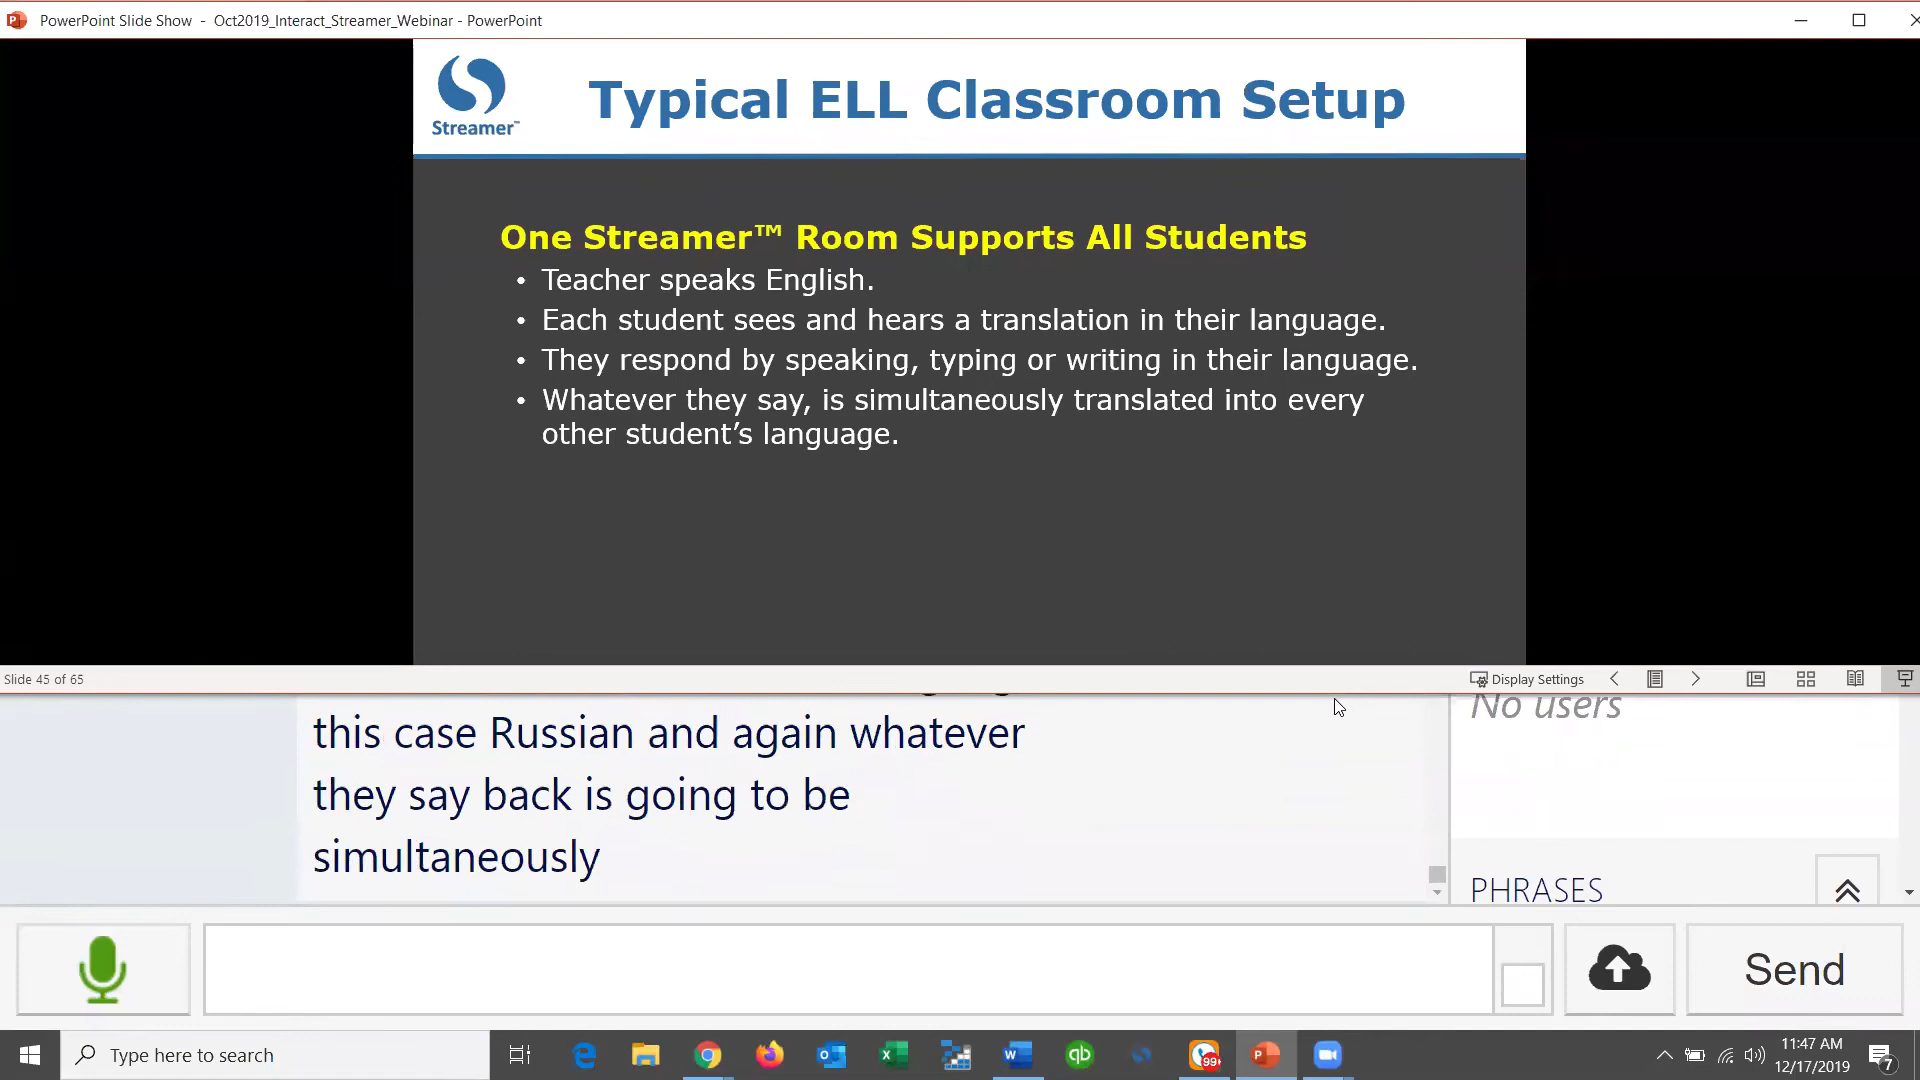 PowerPoint Slide Show - Oct2019_Interact_Streamer_Webinar - PowerPoint
Streamer™
Typical ELL Classroom Setup
One Streamer™ Room Supports All Students
• Teacher speaks English.
• Each student sees and hears a translation in their language.
• They respond by speaking, typing or writing in their language.
• Whatever they say, is simultaneously translated into every
other student's language.
Slide 45 of 65
Display Settings
this case Russian and again whatever
they say back is going to be
simultaneously
No users
PHRASES
Send
Type here to search
99+
11:47 AM
12/17/2019
7